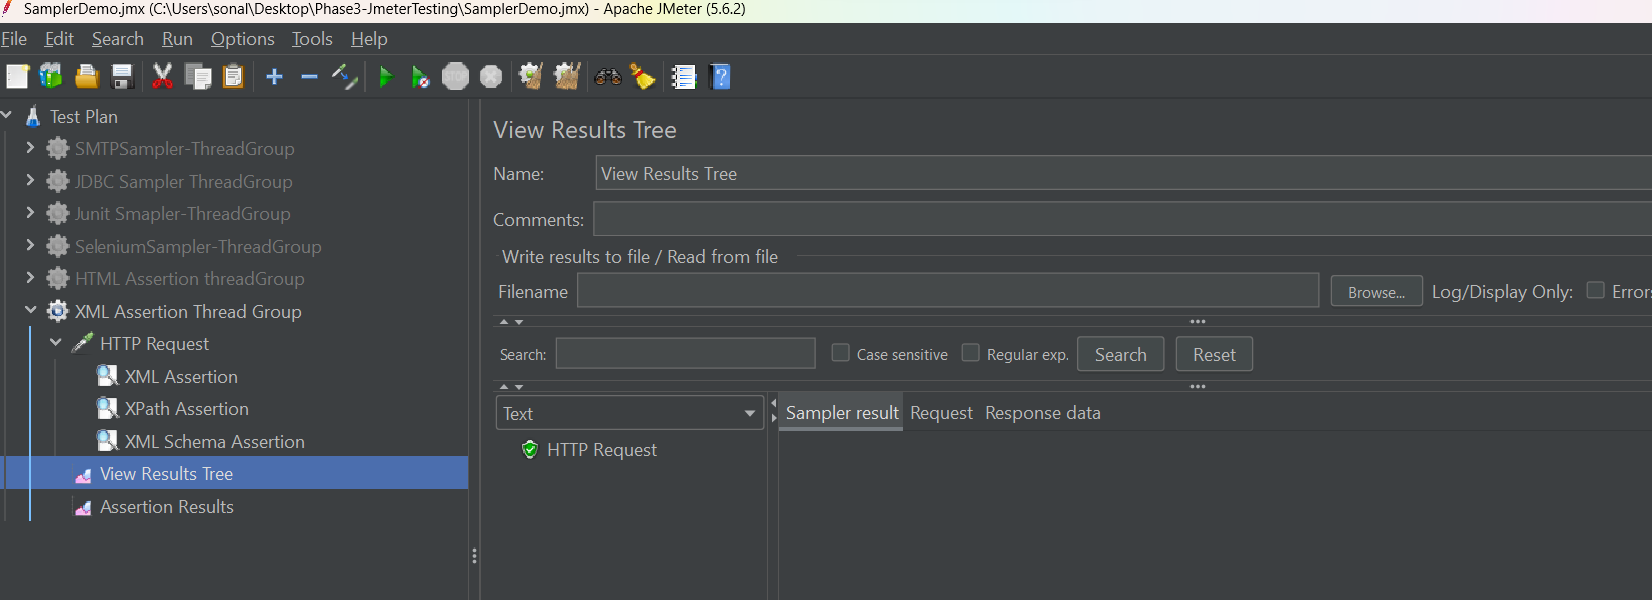 SamplerDemo.jmx (C:\Users\sonal\Desktop\Phase3-JmeterTesting\SamplerDemo.jmx) - Apache JMeter (5.6.2)
File Edit Search Run Options Tools Help
STOP
Test Plan
SMTPSampler-ThreadGroup
JDBC Sampler ThreadGroup
Junit Smapler-ThreadGroup
SeleniumSampler-ThreadGroup
HTML Assertion threadGroup
XML Assertion Thread Group
HTTP Request
XML Assertion
XPath Assertion
XML Schema Assertion
View Results Tree
Assertion Results
View Results Tree
Name: View Results Tree
Comments:
Write results to file / Read from file
Filename Browse... Log/Display Only: Errors
Search: Case sensitive Regular exp. Search Reset
Text
Sampler result Request Response data
HTTP Request